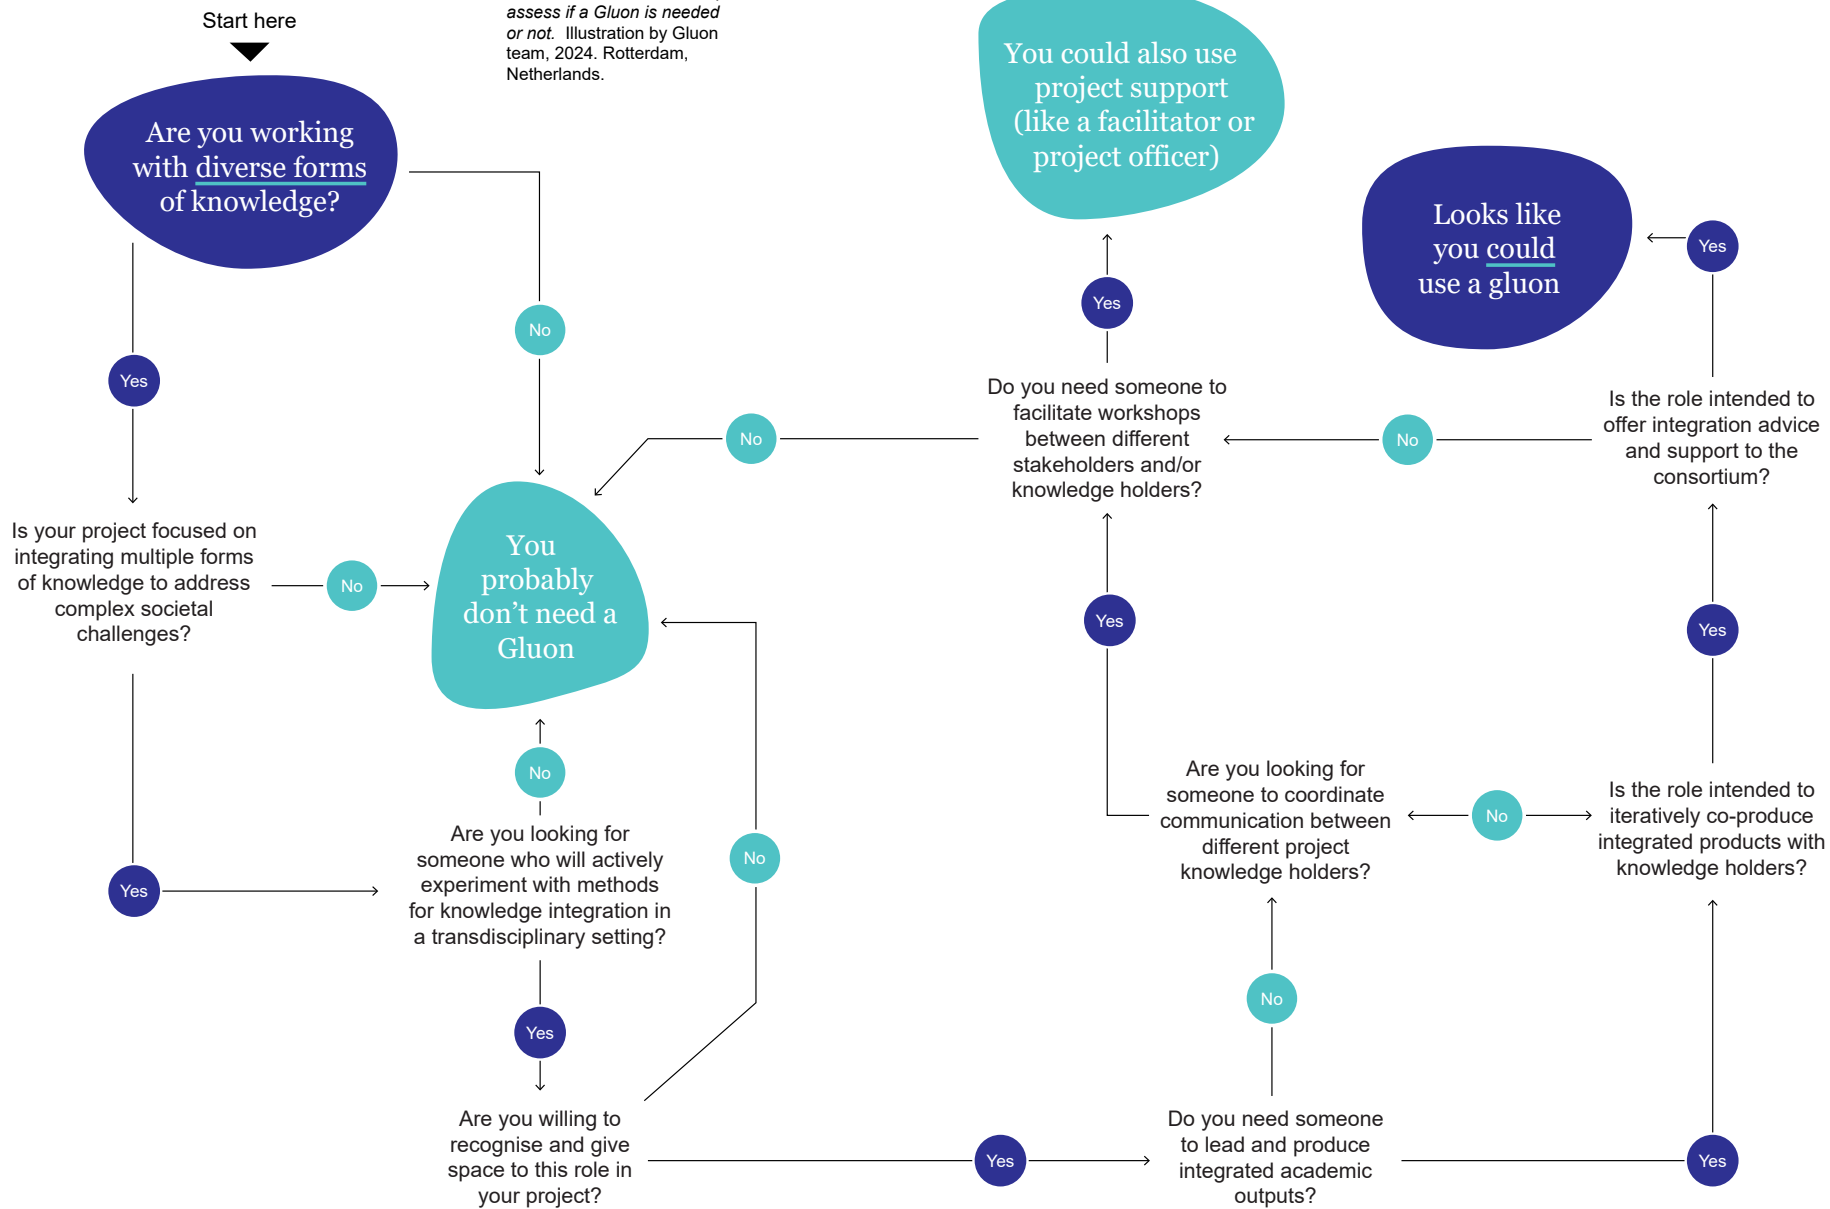 Start here
assess if a Gluon is needed
or not. Illustration by Gluon
team, 2024. Rotterdam,
Netherlands.
Are you working
with diverse forms
of knowledge?
No
Yes
Is your project focused on
integrating multiple forms
of knowledge to address
complex societal
challenges?
No
You
probably
don't need a
Gluon
Yes
No
Are you looking for
someone who will actively
experiment with methods
for knowledge integration in
a transdisciplinary setting?
No
Yes
Are you willing to
recognise and give
space to this role in
your project?
Yes
Do you need someone
to lead and produce
integrated academic
outputs?
Yes
No
Are you looking for
someone to coordinate
communication between
different project
knowledge holders?
No
Is the role intended to
iteratively co-produce
integrated products with
knowledge holders?
Yes
Yes
Is the role intended to
offer integration advice
and support to the
consortium?
No
Do you need someone to
facilitate workshops
between different
stakeholders and/or
knowledge holders?
No
Yes
You could also use
project support
(like a facilitator or
project officer)
Yes
Looks like
you could
use a gluon